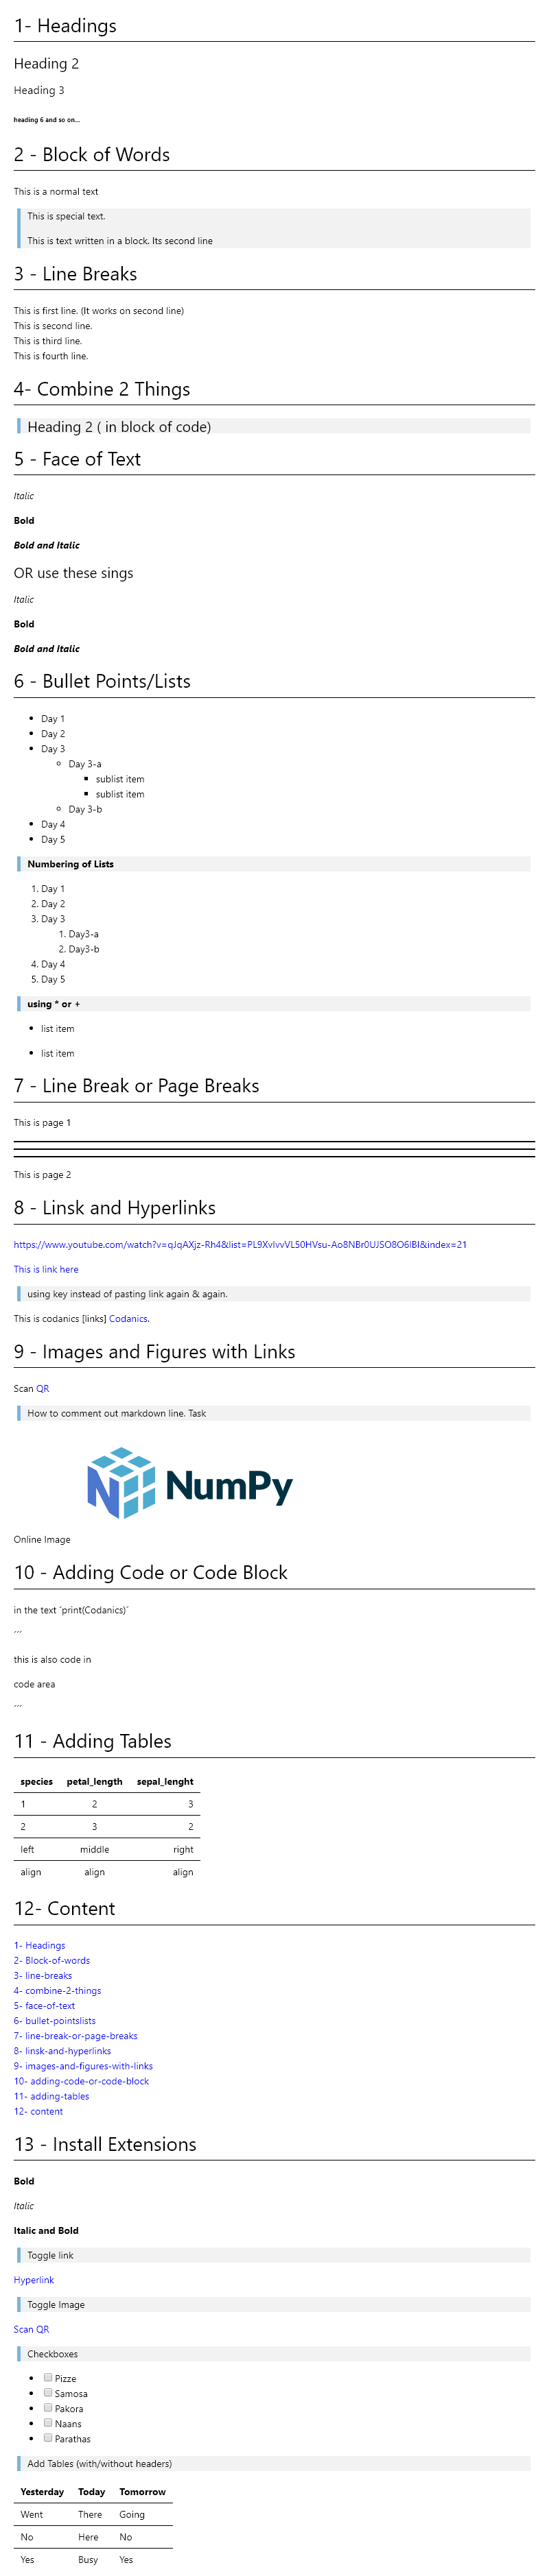 1- Headings
Heading 2
Heading 3
heading 6 and so on...
2 - Block of Words
This is a normal text
This is special text.
This is text written in a block. Its second line
3 - Line Breaks
This is first line. (It works on second line)
This is second line.
This is third line.
This is fourth line.
4- Combine 2 Things
Heading 2 ( in block of code)
5 - Face of Text
Italic
Bold
Bold and Italic
OR use these sings
Italic
Bold
Bold and Italic
6 - Bullet Points/Lists
• Day 1
• Day 2
• Day 3
◦ Day 3-a
▪ sublist item
▪ sublist item
◦ Day 3-b
• Day 4
• Day 5
Numbering of Lists
1. Day 1
2. Day 2
3. Day 3
1. Day3-a
2. Day3-b
4. Day 4
5. Day 5
using * or +
• list item
• list item
7 - Line Break or Page Breaks
This is page 1
This is page 2
8 - Linsk and Hyperlinks
This is link here
using key instead of pasting link again & again.
This is codanics [links] Codanics.
9 - Images and Figures with Links
Scan QR
How to comment out markdown line. Task
NumPy
Online Image
10 - Adding Code or Code Block
in the text ´print(Codanics)´
´´´
this is also code in
code area
´´´
11 - Adding Tables
species petal_length sepal_lenght
1 2 3
2 3 2
left middle right
align align align
12- Content
1- Headings
2- Block-of-words
3- line-breaks
4- combine-2-things
5- face-of-text
6- bullet-pointslists
7- line-break-or-page-breaks
8- linsk-and-hyperlinks
9- images-and-figures-with-links
10- adding-code-or-code-block
11- adding-tables
12- content
13 - Install Extensions
Bold
Italic
Italic and Bold
Toggle link
Hyperlink
Toggle Image
Scan QR
Checkboxes
• Pizze
• Samosa
• Pakora
• Naans
• Parathas
Add Tables (with/without headers)
Yesterday Today Tomorrow
Went There Going
No Here No
Yes Busy Yes